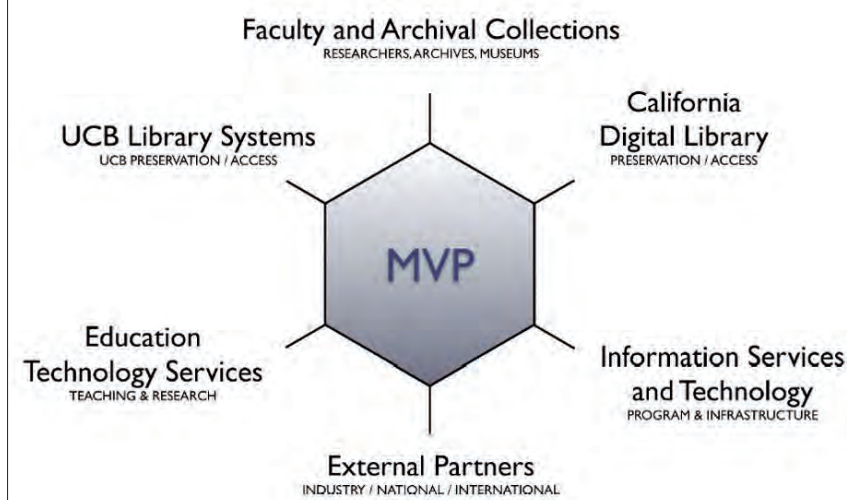 Faculty and Archival Collections
RESEARCHERS, ARCHIVES, MUSEUMS
UCB Library Systems
UCB PRESERVATION / ACCESS
California
Digital Library
PRESERVATION / ACCESS
MVP
Education
Technology Services
TEACHING & RESEARCH
Information Services
and Technology
PROGRAM & INFRASTRUCTURE
External Partners
INDUSTRY / NATIONAL / INTERNATIONAL